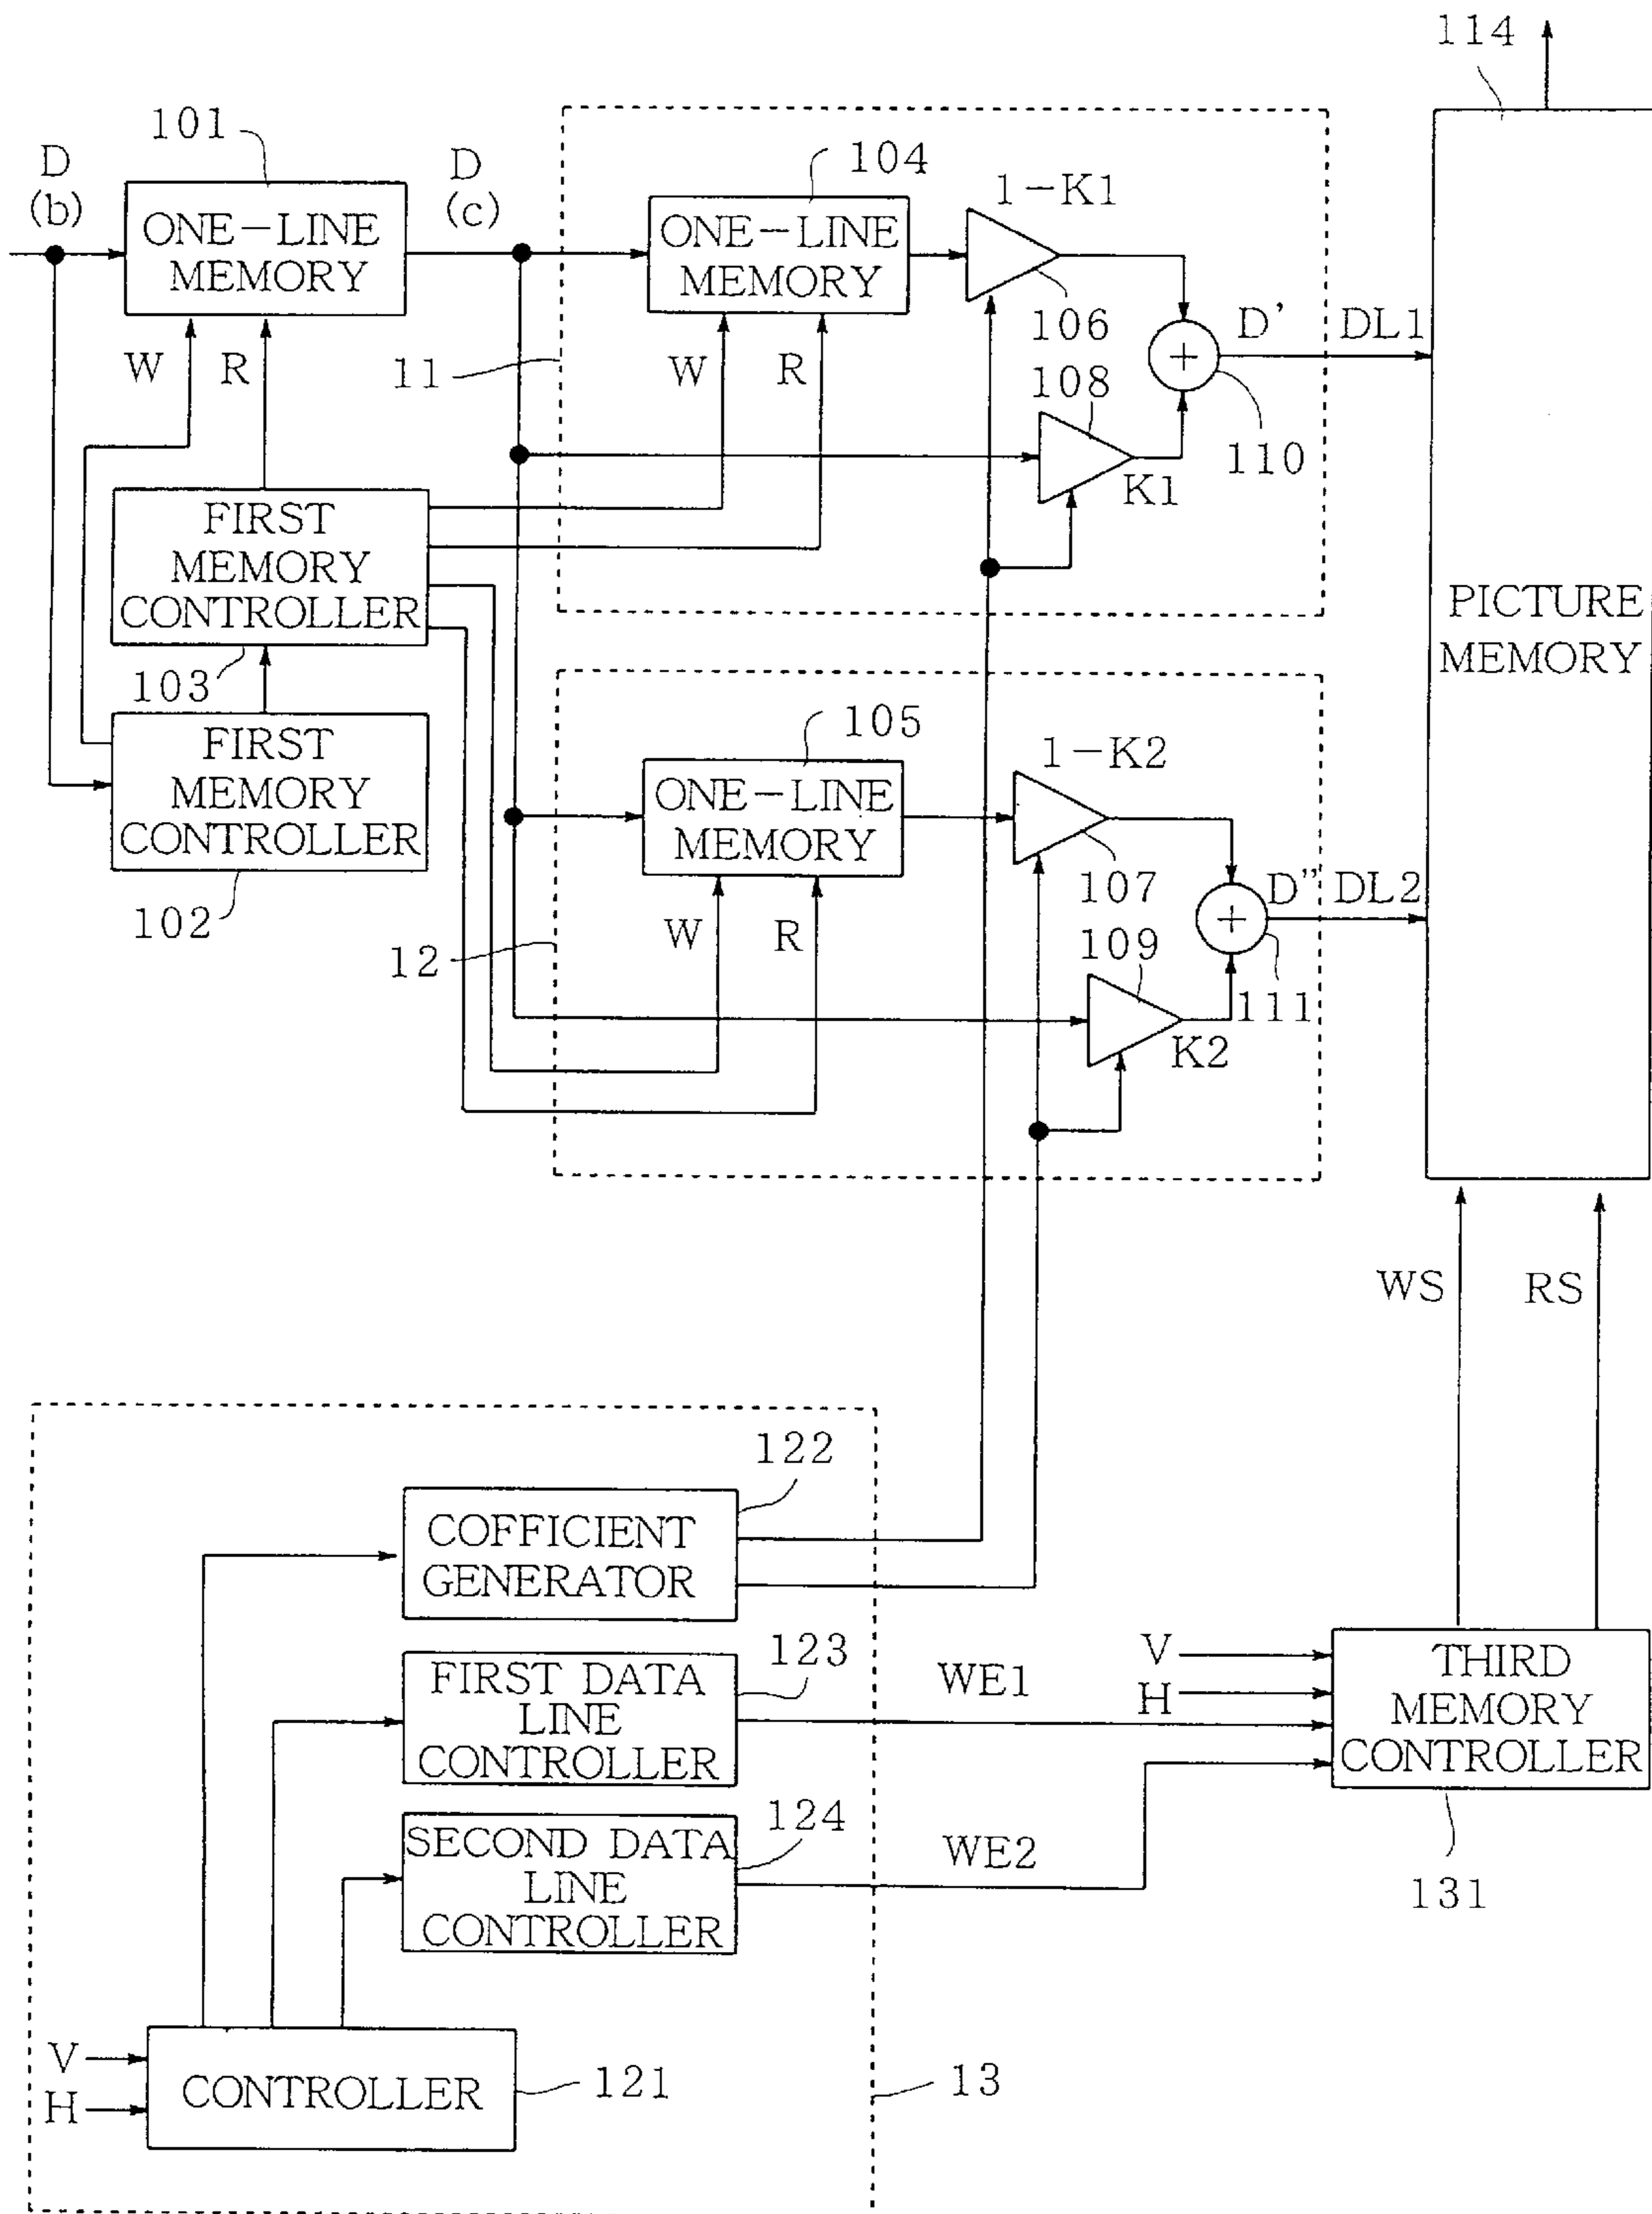 114
101
D
(b)
ONE-LINE
MEMORY
D
(c)
104
ONE-LINE
MEMORY
1-K1
106
D'
DL1
W
R
11
W
R
108
110
K1
FIRST
MEMORY
CONTROLLER
103
PICTURE
MEMORY
FIRST
MEMORY
CONTROLLER
102
105
ONE-LINE
MEMORY
1-K2
107
D"
DL2
W
R
12
109
111
K2
WS
RS
122
COFFICIENT
GENERATOR
123
FIRST DATA
LINE
CONTROLLER
WE1
V
H
THIRD
MEMORY
CONTROLLER
124
SECOND DATA
LINE
CONTROLLER
WE2
131
V
H
CONTROLLER
121
13